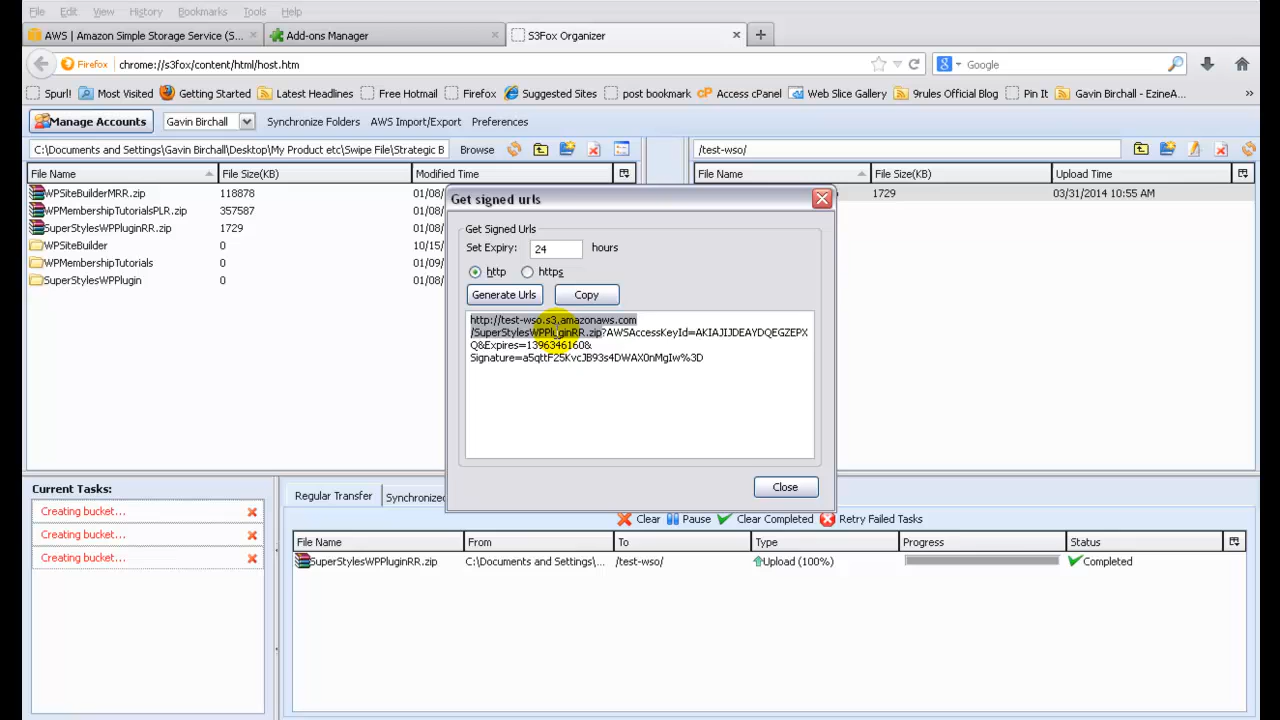 File Edit View History Bookmarks Tools Help
AWS | Amazon Simple Storage Service (S... Add-ons Manager S3Fox Organizer
Firefox chrome://s3fox/content/html/host.htm Google
Spurl! Most Visited Getting Started Latest Headlines Free Hotmail Firefox Suggested Sites post bookmark cP Access cPanel Web Slice Gallery 9rules Official Blog Pin It Gavin Birchall - EzineA... »
Manage Accounts Gavin Birchall Synchronize Folders AWS Import/Export Preferences
C:\Documents and Settings\Gavin Birchall\Desktop\My Product etc\Swipe File\Strategic B Browse /test-wso/
File Name File Size(KB) Modified Time File Name File Size(KB) Upload Time
WPSiteBuilderMRR.zip 118878 01/08/ 1729 03/31/2014 10:55 AM
WPMembershipTutorialsPLR.zip 357587 01/08/
SuperStylesWPPluginRR.zip 1729 01/08/
WPSiteBuilder 0 10/15/
WPMembershipTutorials 0 01/09/
SuperStylesWPPlugin 0 01/08/
Get signed urls
Get Signed Urls
Set Expiry: 24 hours
http https
Generate Urls Copy
http://test-wso.s3.amazonaws.com
/SuperStylesWPPluginRR.zip?AWSAccessKeyId=AKIAJIJDEAYDQEGZEPX
Q&Expires=1396346160&
Signature=a5qttF25KvcJB93s4DWAX0nMgIw%3D
Close
Current Tasks:
Creating bucket...
Creating bucket...
Creating bucket...
Regular Transfer Synchronized
Clear Pause Clear Completed Retry Failed Tasks
File Name From To Type Progress Status
SuperStylesWPPluginRR.zip C:\Documents and Settings\... /test-wso/ Upload (100%) Completed